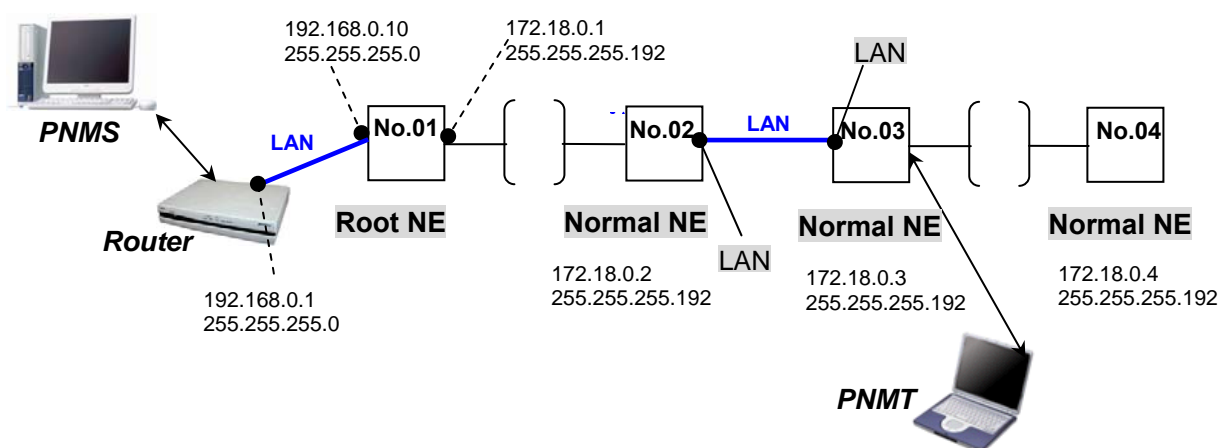 192.168.0.10
255.255.255.0
172.18.0.1
255.255.255.192
LAN
PNMS
LAN
No.01
No.02
LAN
No.03
No.04
Router
Root NE
Normal NE
Normal NE
Normal NE
LAN
172.18.0.2
255.255.255.192
172.18.0.3
255.255.255.192
172.18.0.4
255.255.255.192
192.168.0.1
255.255.255.0
PNMT